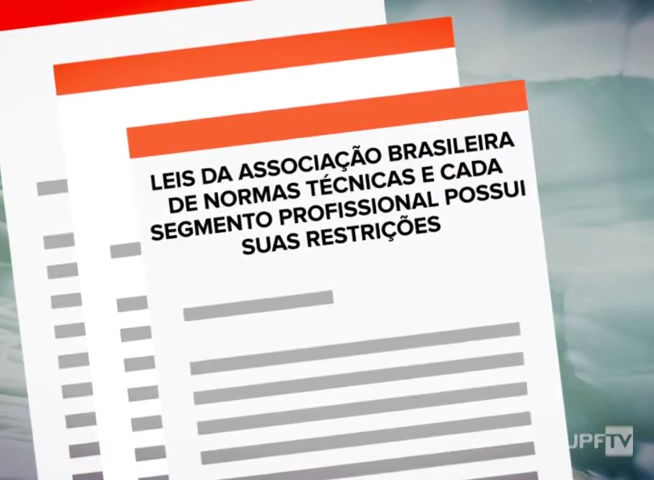 LEIS DA ASSOCIAÇÃO BRASILEIRA
DE NORMAS TÉCNICAS E CADA
SEGMENTO PROFISSIONAL POSSUI
SUAS RESTRIÇÕES
UPFTV